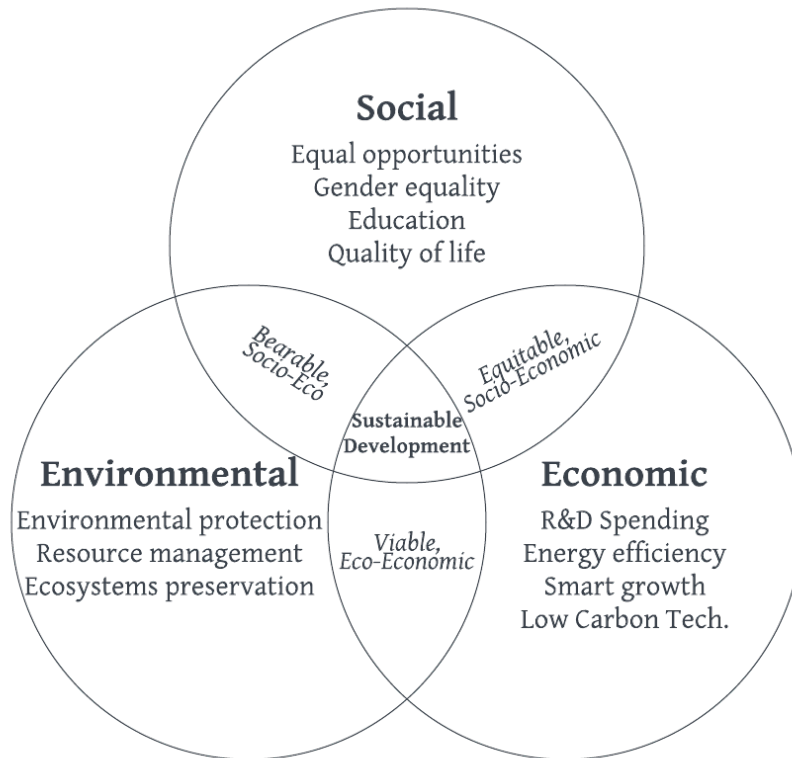 Social
Equal opportunities
Gender equality
Education
Quality of life
Bearable,
Socio-Eco
Equitable,
Socio-Economic
Sustainable
Development
Environmental
Environmental protection
Resource management
Ecosystems preservation
Viable,
Eco-Economic
Economic
R&D Spending
Energy efficiency
Smart growth
Low Carbon Tech.